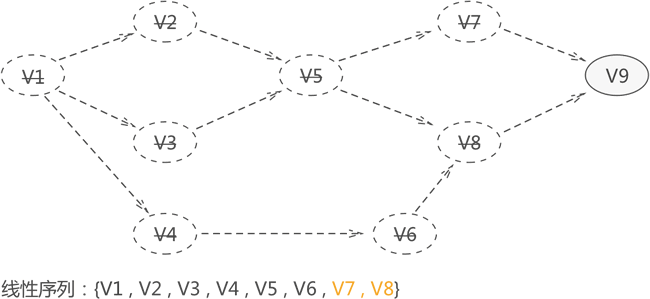 V2
V7
V1
V5
V9
V3
V8
V4
V6
线性序列：{V1 , V2 , V3 , V4 , V5 , V6 , V7 , V8}